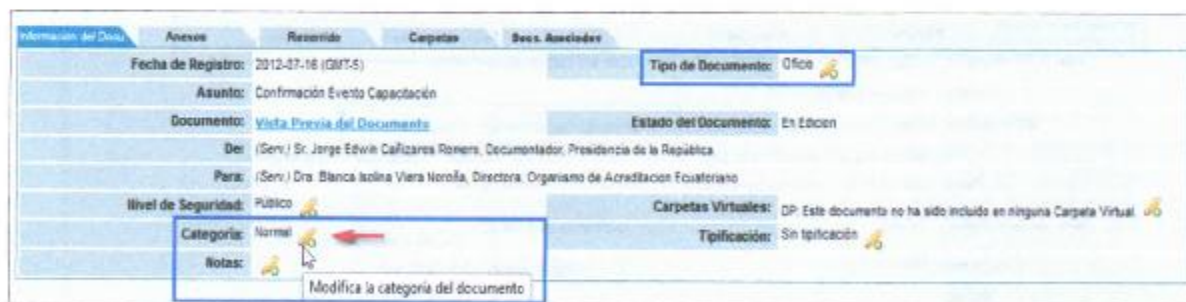 Información del Docu Anexos Recorrido Carpetas Docs. Asociados
Fecha de Registro: 2012-07-16 (GMT-5) Tipo de Documento: Oficio
Asunto: Confirmación Evento Capacitación
Documento: Vista Previa del Documento Estado del Documento: En Edición
De: (Serv.) Sr. Jorge Edwin Cañizares Romero, Documentador, Presidencia de la República
Para: (Serv.) Dra. Blanca Isolina Viera Noroña, Directora, Organismo de Acreditacion Ecuatoriano
Nivel de Seguridad: Público Carpetas Virtuales: DP: Este documento no ha sido incluido en ninguna Carpeta Virtual.
Categoría: Normal Tipificación: Sin tipificación
Notas:
Modifica la categoría del documento